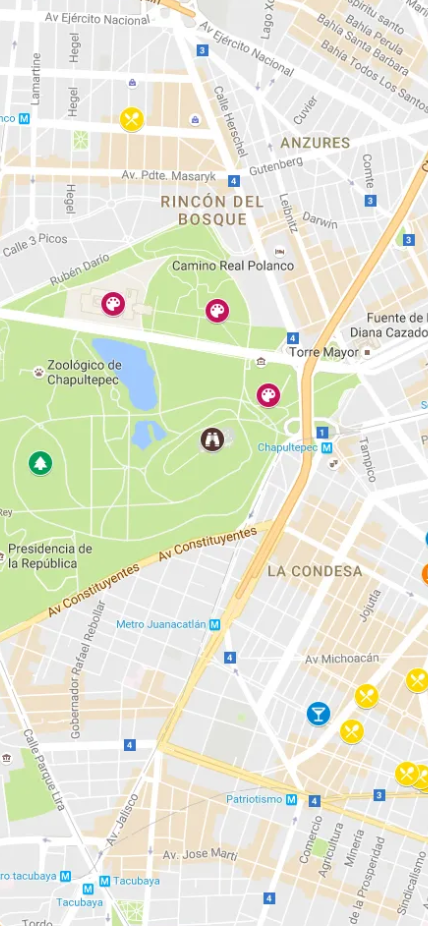 Av Ejército Nacional
Lago Xo
Espíritu santo
Bahía Perula
Bahía Santa Barbara
Bahía Todos Los Santos
3
Av Ejército Nacional
Lamartine
Hegel
Hegel
Calle Herschel
Cuvier
nco M
ANZURES
Gutenberg
Comte
Av. Pdte. Masaryk
4
3
Hegel
RINCÓN DEL
BOSQUE
Leibnitz
Darwin
3
Calle 3 Picos
Rubén Darío
Camino Real Polanco
Fuente de l
Diana Cazado
4
Torre Mayor
Zoológico de
Chapultepec
1
Chapultepec M
Tampico
Rey
Av Constituyentes
Presidencia de
la República
Av Constituyentes
LA CONDESA
Jojutla
Gobernador Rafael Rebollar
Metro Juanacatlán M
4
Av Michoacán
4
Calle Parque Lira
Patriotismo M
4
3
Av. Jalisco
Comercio
Agricultura
Minería
de la Prosperidad
Sindicalismo
Av. Jose Martí
ro tacubaya M
M Tacubaya
M
Tacubaya
4
Tordo